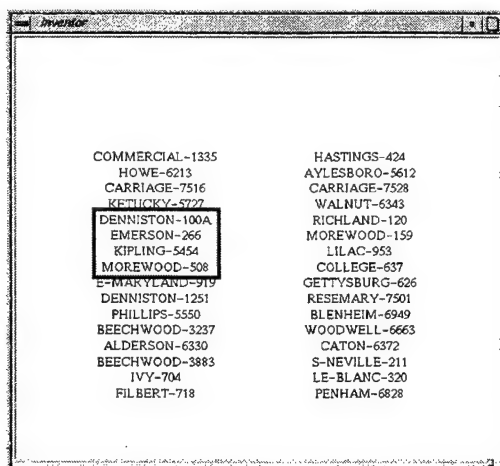 Inventor
COMMERCIAL-1335
HOWE-6213
CARRIAGE-7516
KETUCKY-5727
DENNISTON-100A
EMERSON-266
KIPLING-5454
MOREWOOD-508
E-MARYLAND-919
DENNISTON-1251
PHILLIPS-5550
BEECHWOOD-3237
ALDERSON-6330
BEECHWOOD-3883
IVY-704
FILBERT-718
HASTINGS-424
AYLESBORO-5612
CARRIAGE-7528
WALNUT-6343
RICHLAND-120
MOREWOOD-159
LILAC-953
COLLEGE-637
GETTYSBURG-626
RESEMARY-7501
BLENHEIM-6949
WOODWELL-6663
CATON-6372
S-NEVILLE-211
LE-BLANC-320
PENHAM-6828